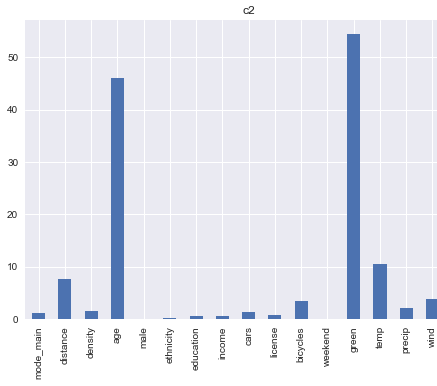 c2
50
40
30
20
10
0
mode_main
distance
density
age
male
ethnicity
education
income
cars
license
bicycles
weekend
green
temp
precip
wind